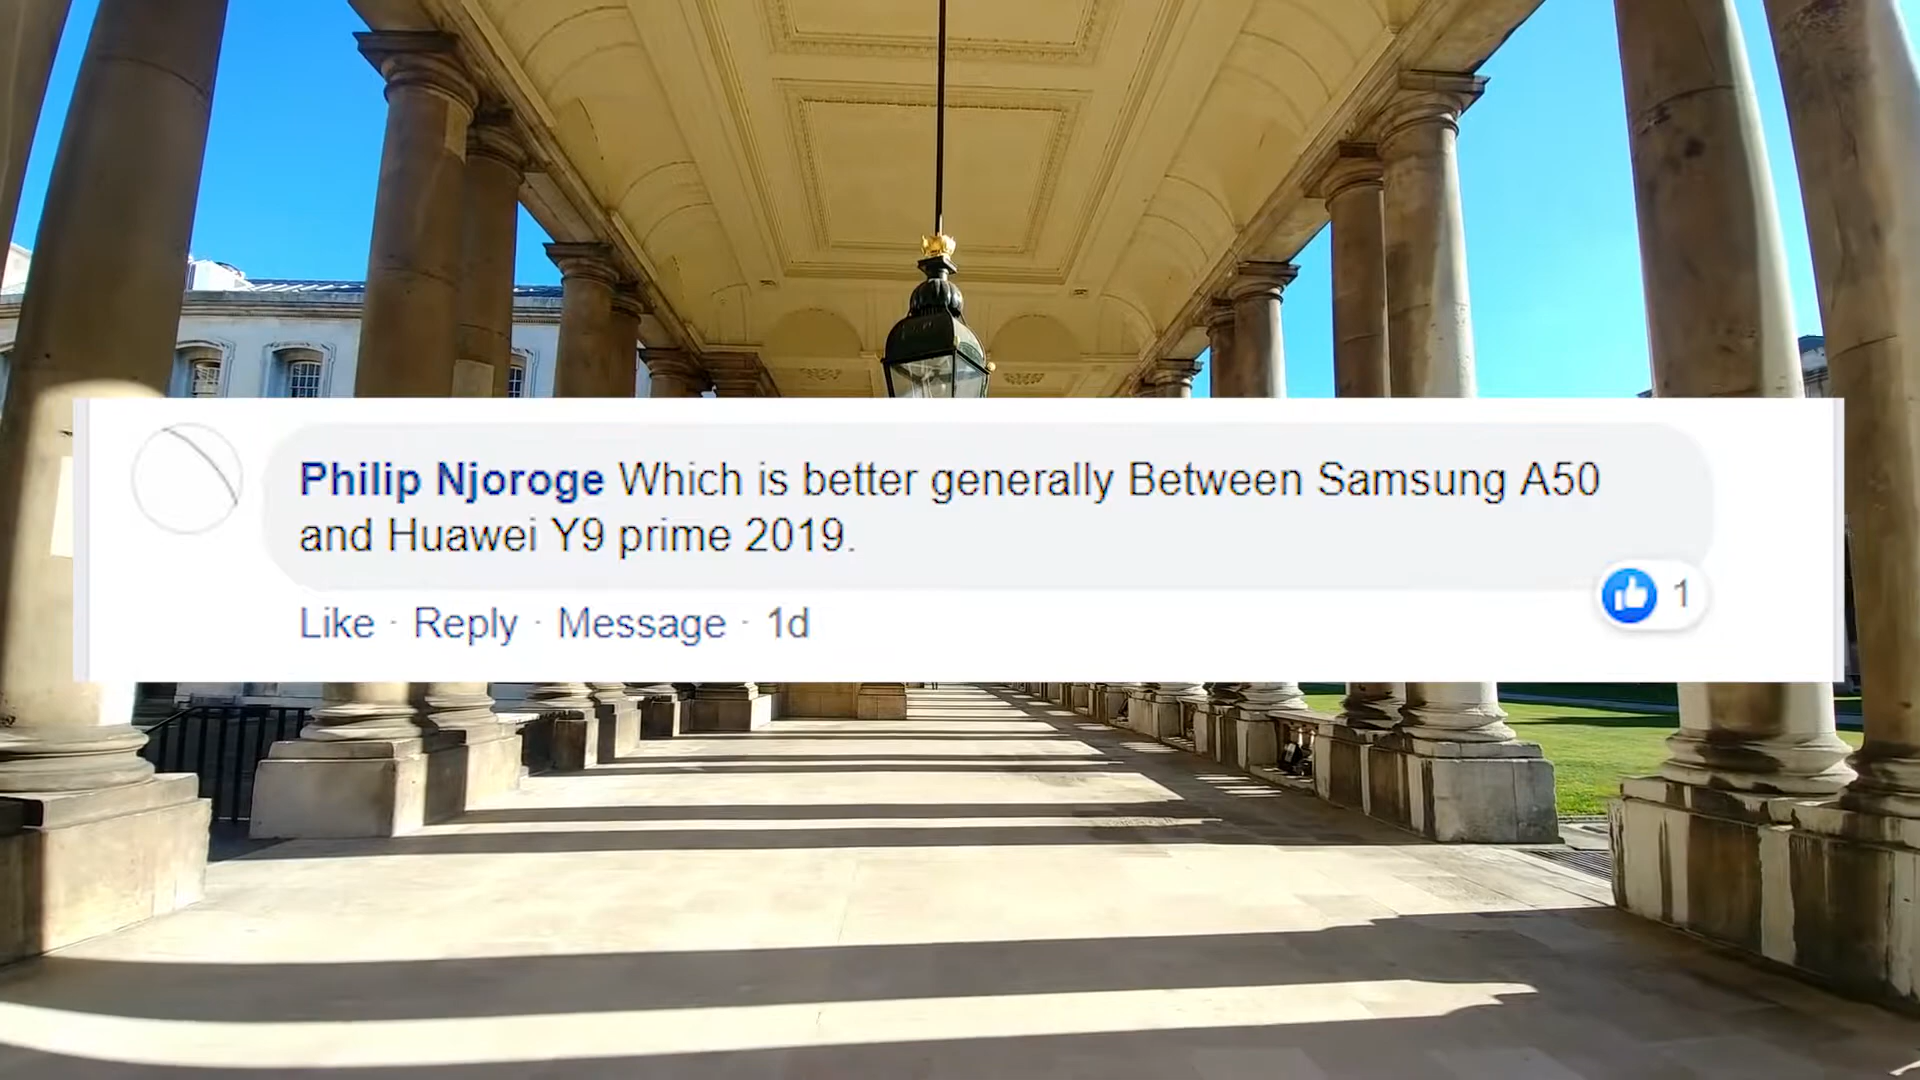 Philip Njoroge Which is better generally Between Samsung A50
and Huawei Y9 prime 2019.
1
Like · Reply · Message · 1d